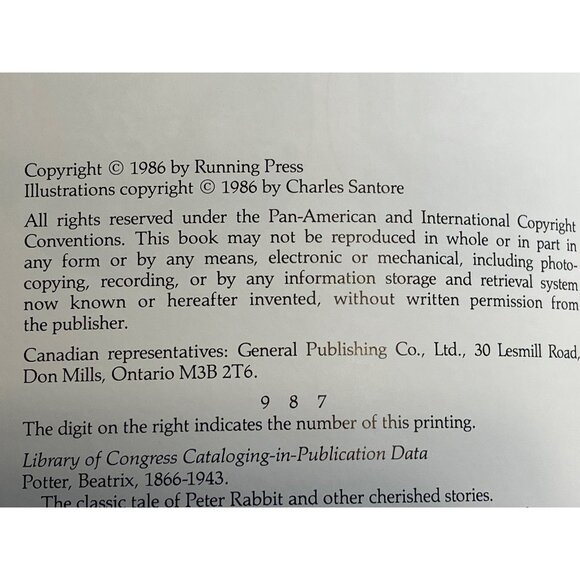 Copyright © 1986 by Running Press
Illustrations copyright © 1986 by Charles Santore
All rights reserved under the Pan-American and International Copyright
Conventions. This book may not be reproduced in whole or in part in
any form or by any means, electronic or mechanical, including photo-
copying, recording, or by any information storage and retrieval system
now known or hereafter invented, without written permission from
the publisher.
Canadian representatives: General Publishing Co., Ltd., 30 Lesmill Road,
Don Mills, Ontario M3B 2T6.
9 8 7
The digit on the right indicates the number of this printing.
Library of Congress Cataloging-in-Publication Data
Potter, Beatrix, 1866-1943.
The classic tale of Peter Rabbit and other cherished stories.